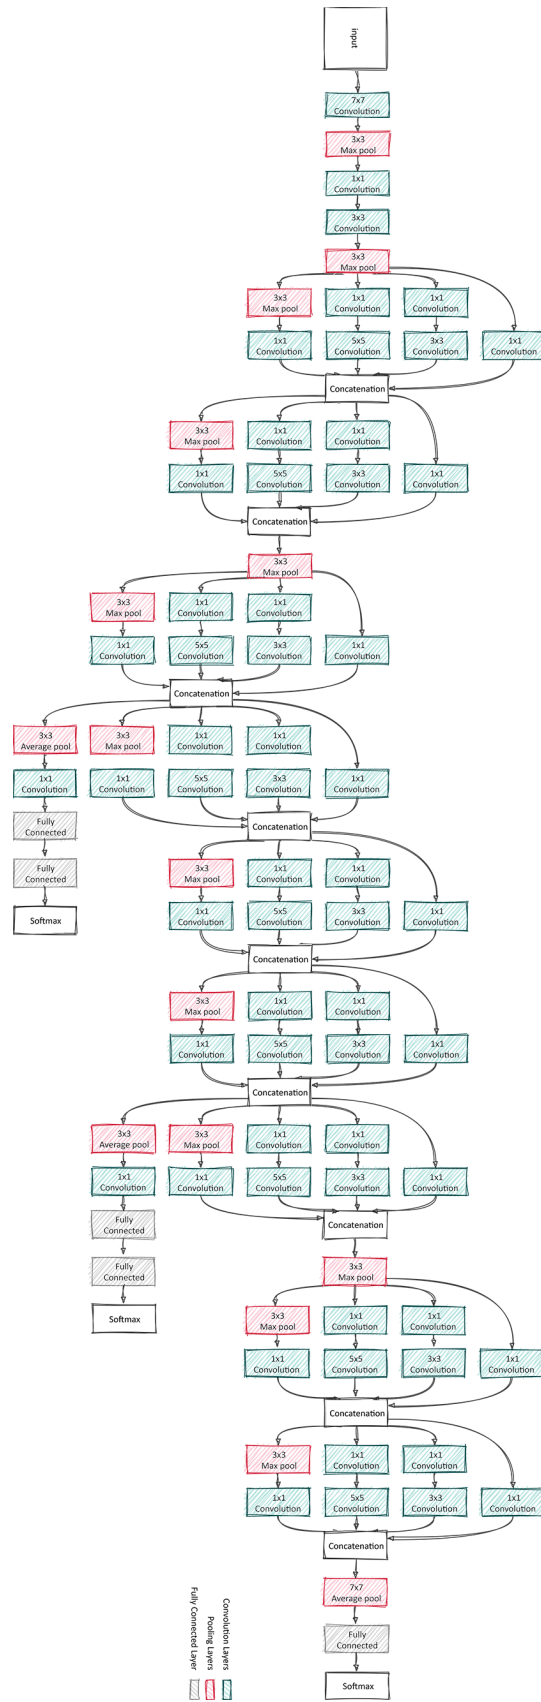 input
7x7
Convolution
3x3
Max pool
1x1
Convolution
3x3
Convolution
3x3
Max pool
3x3
Max pool
1x1
Convolution
1x1
Convolution
1x1
Convolution
5x5
Convolution
3x3
Convolution
1x1
Convolution
Concatenation
3x3
Max pool
1x1
Convolution
1x1
Convolution
1x1
Convolution
5x5
Convolution
3x3
Convolution
1x1
Convolution
Concatenation
3x3
Max pool
3x3
Max pool
1x1
Convolution
1x1
Convolution
1x1
Convolution
5x5
Convolution
3x3
Convolution
1x1
Convolution
Concatenation
3x3
Average pool
3x3
Max pool
1x1
Convolution
1x1
Convolution
1x1
Convolution
1x1
Convolution
5x5
Convolution
3x3
Convolution
1x1
Convolution
Fully
Connected
Concatenation
Fully
Connected
3x3
Max pool
1x1
Convolution
1x1
Convolution
Softmax
1x1
Convolution
5x5
Convolution
3x3
Convolution
1x1
Convolution
Concatenation
3x3
Max pool
1x1
Convolution
1x1
Convolution
1x1
Convolution
5x5
Convolution
3x3
Convolution
1x1
Convolution
Concatenation
3x3
Average pool
3x3
Max pool
1x1
Convolution
1x1
Convolution
1x1
Convolution
1x1
Convolution
5x5
Convolution
3x3
Convolution
1x1
Convolution
Fully
Connected
Concatenation
Fully
Connected
3x3
Max pool
Softmax
3x3
Max pool
1x1
Convolution
1x1
Convolution
1x1
Convolution
5x5
Convolution
3x3
Convolution
1x1
Convolution
Concatenation
3x3
Max pool
1x1
Convolution
1x1
Convolution
1x1
Convolution
5x5
Convolution
3x3
Convolution
1x1
Convolution
Concatenation
7x7
Average pool
Fully
Connected
Softmax
Convolution Layers
Pooling Layers
Fully Connected Layer